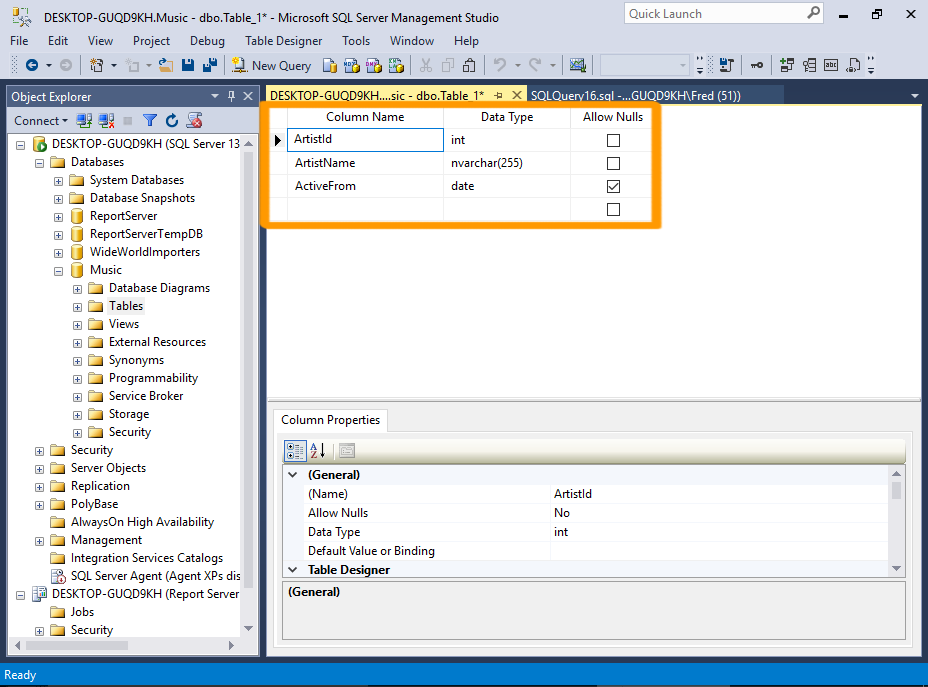 DESKTOP-GUQD9KH.Music - dbo.Table_1* - Microsoft SQL Server Management Studio
Quick Launch
File Edit View Project Debug Table Designer Tools Window Help
New Query
Object Explorer
DESKTOP-GUQD9KH....sic - dbo.Table_1*
SQLQuery16.sql -...GUQD9KH\Fred (51))
Connect
DESKTOP-GUQD9KH (SQL Server 13
Databases
System Databases
Database Snapshots
ReportServer
ReportServerTempDB
WideWorldImporters
Music
Database Diagrams
Tables
Views
External Resources
Synonyms
Programmability
Service Broker
Storage
Security
Security
Server Objects
Replication
PolyBase
AlwaysOn High Availability
Management
Integration Services Catalogs
SQL Server Agent (Agent XPs dis
DESKTOP-GUQD9KH (Report Server
Jobs
Security
Column Name Data Type Allow Nulls
ArtistId int
ArtistName nvarchar(255)
ActiveFrom date
Column Properties
(General)
(Name) ArtistId
Allow Nulls No
Data Type int
Default Value or Binding
Table Designer
(General)
Ready